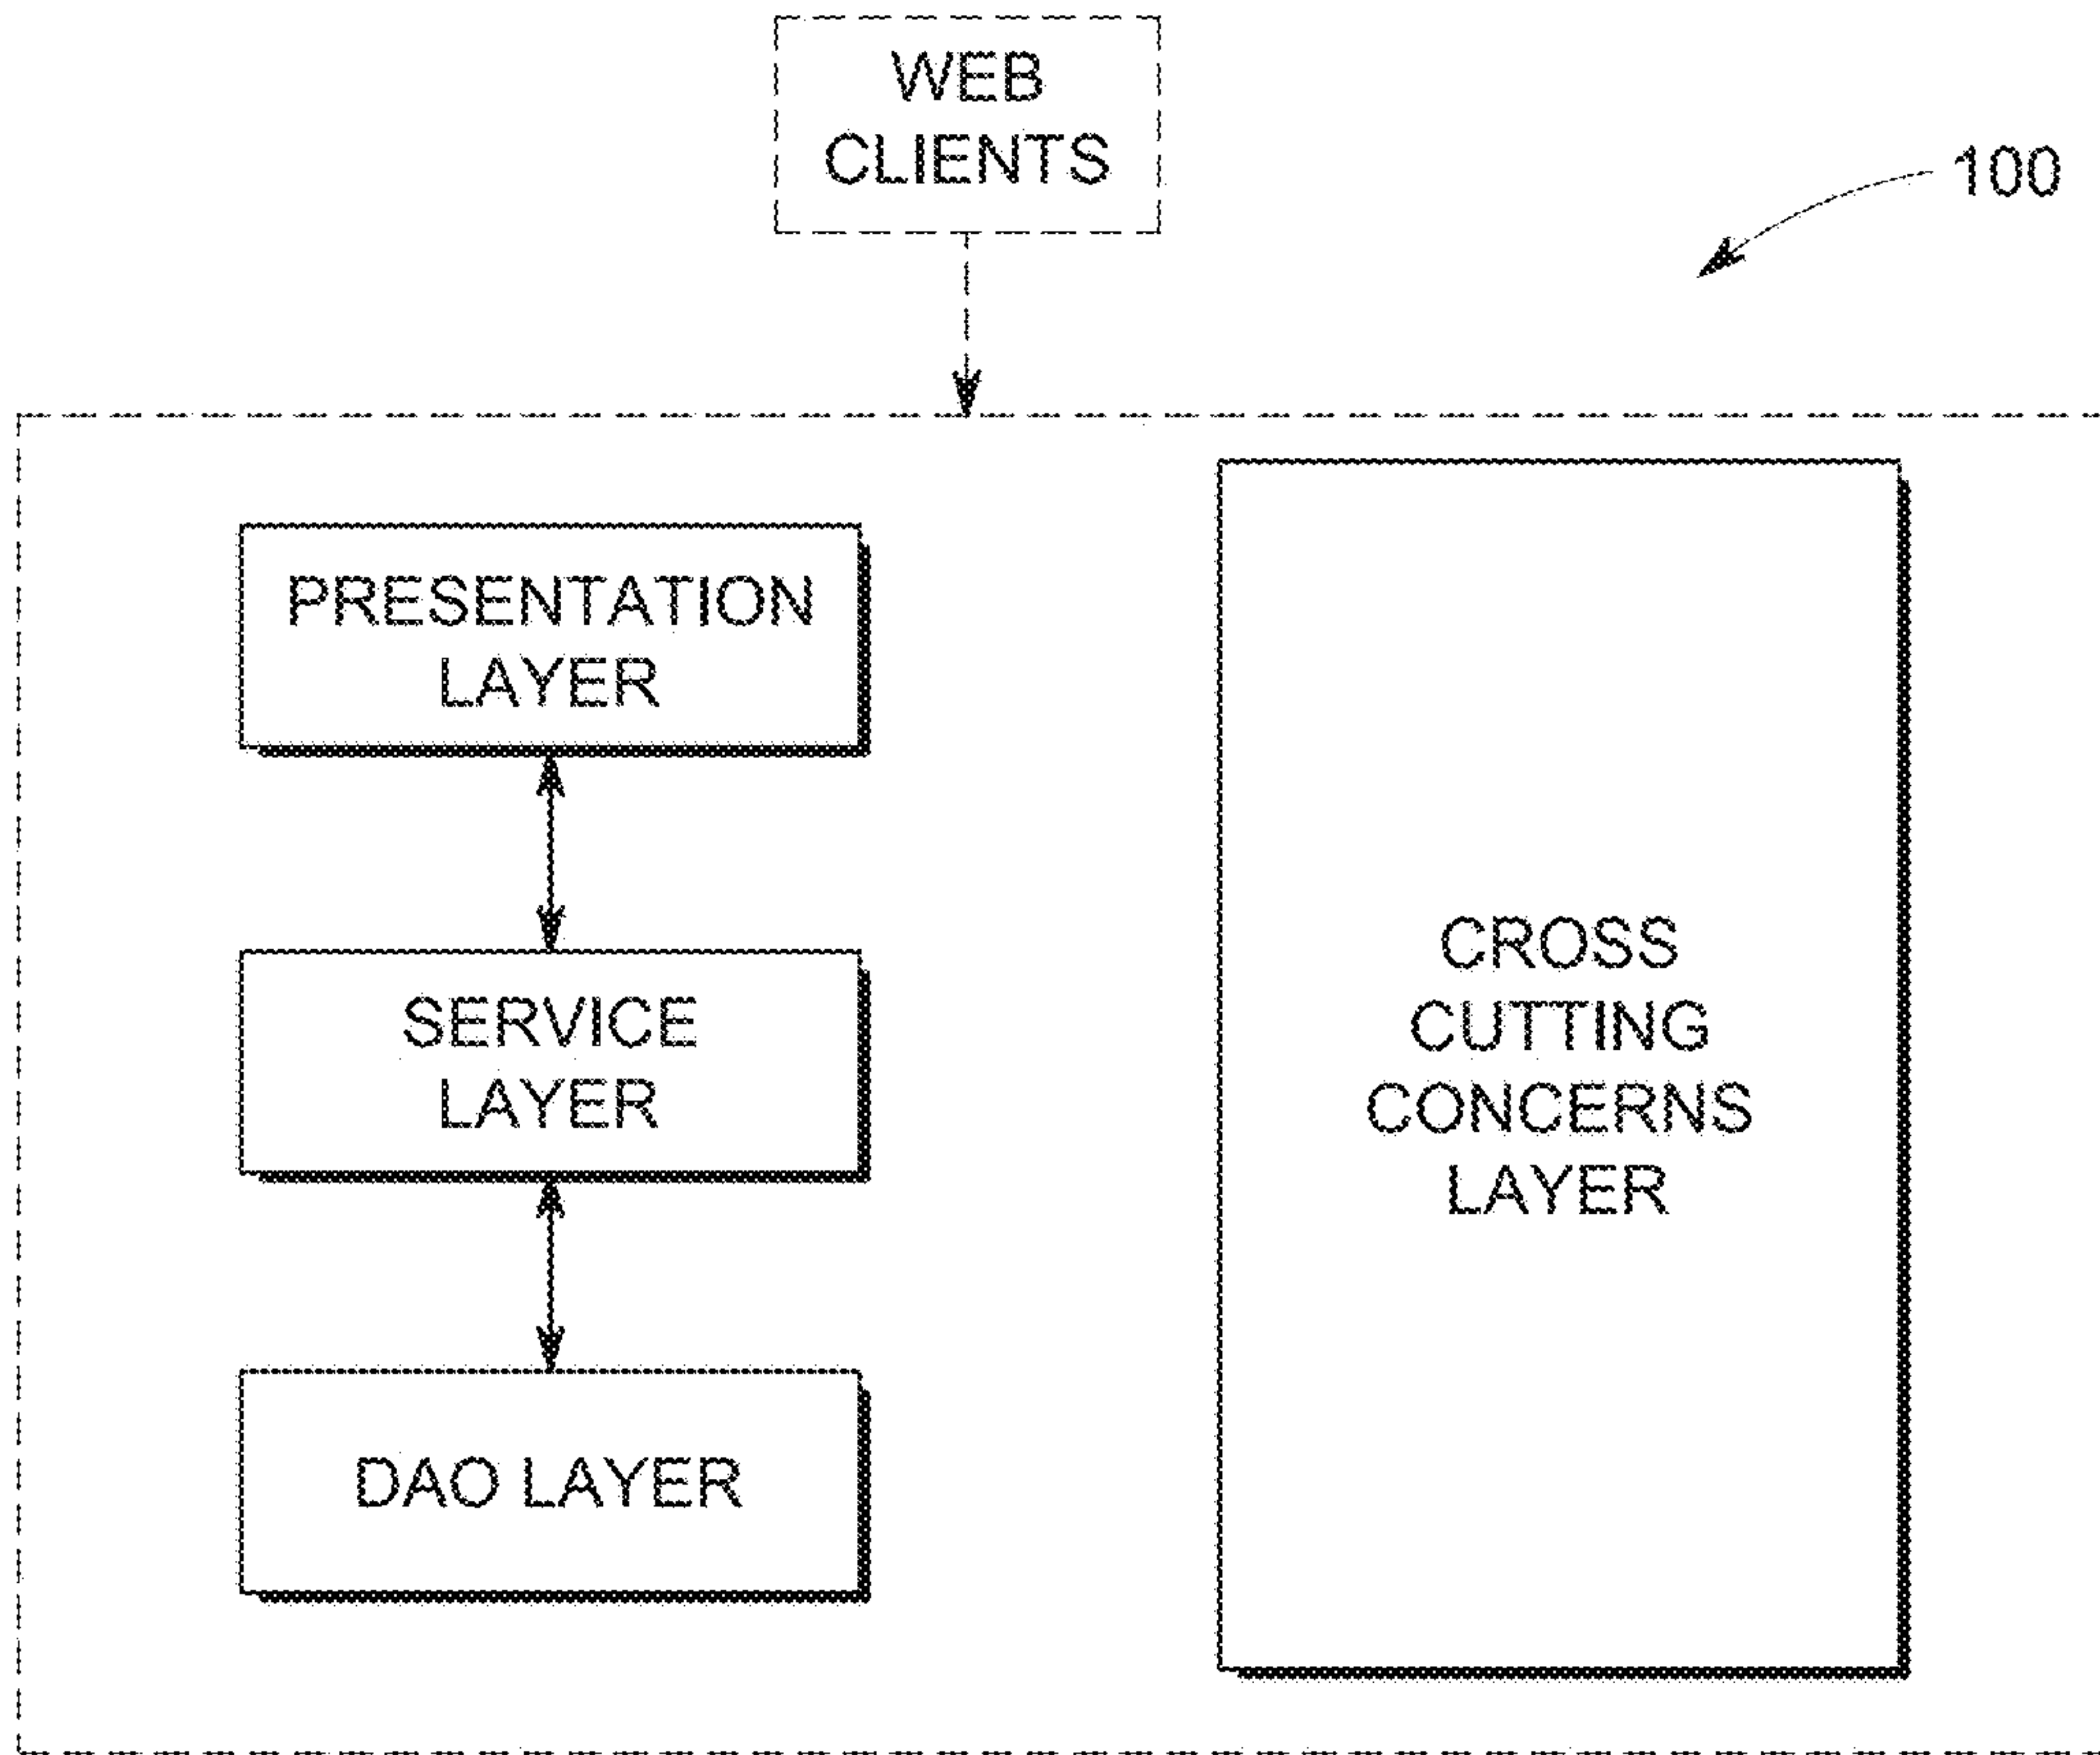 WEB
CLIENTS
100
PRESENTATION
LAYER
SERVICE
LAYER
DAO LAYER
CROSS
CUTTING
CONCERNS
LAYER